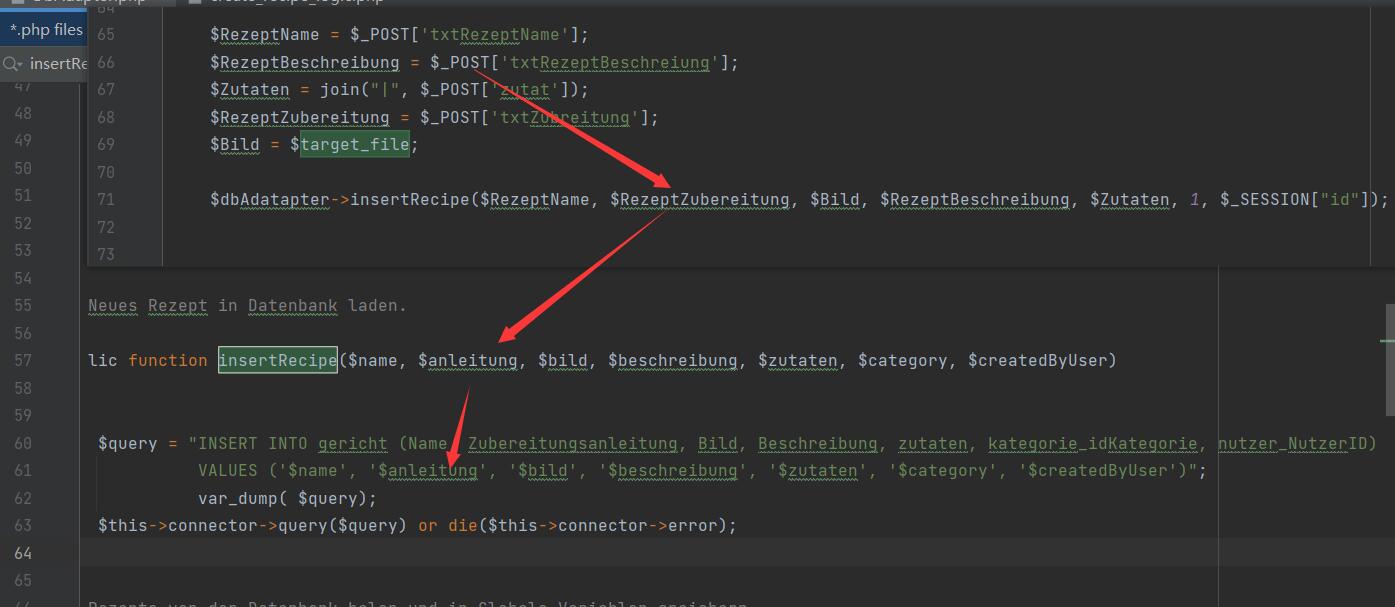 64
65 $RezeptName = $_POST['txtRezeptName'];
66 $RezeptBeschreibung = $_POST['txtRezeptBeschreiung'];
67 $Zutaten = join("|", $_POST['zutat']);
68 $RezeptZubereitung = $_POST['txtZubreitung'];
69 $Bild = $target_file;
70
71 $dbAdatapter->insertRecipe($RezeptName, $RezeptZubereitung, $Bild, $RezeptBeschreibung, $Zutaten, 1, $_SESSION["id"]);
72
73
*.php files
insertRe
47
48
49
50
51
52
53
54
55 Neues Rezept in Datenbank laden.
56
57 lic function insertRecipe($name, $anleitung, $bild, $beschreibung, $zutaten, $category, $createdByUser)
58
59
60 $query = "INSERT INTO gericht (Name, Zubereitungsanleitung, Bild, Beschreibung, zutaten, kategorie_idKategorie, nutzer_NutzerID)
61 VALUES ('$name', '$anleitung', '$bild', '$beschreibung', '$zutaten', '$category', '$createdByUser')";
62 var_dump( $query);
63 $this->connector->query($query) or die($this->connector->error);
64
65